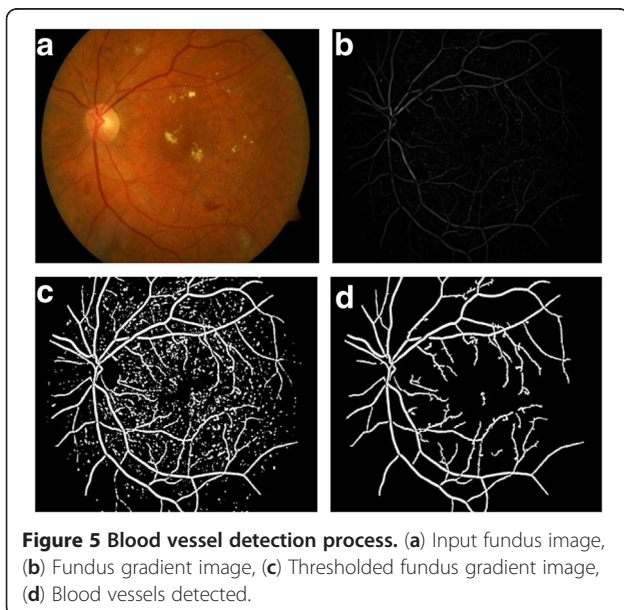 a
b
c
d
Figure 5 Blood vessel detection process. (a) Input fundus image,
(b) Fundus gradient image, (c) Thresholded fundus gradient image,
(d) Blood vessels detected.